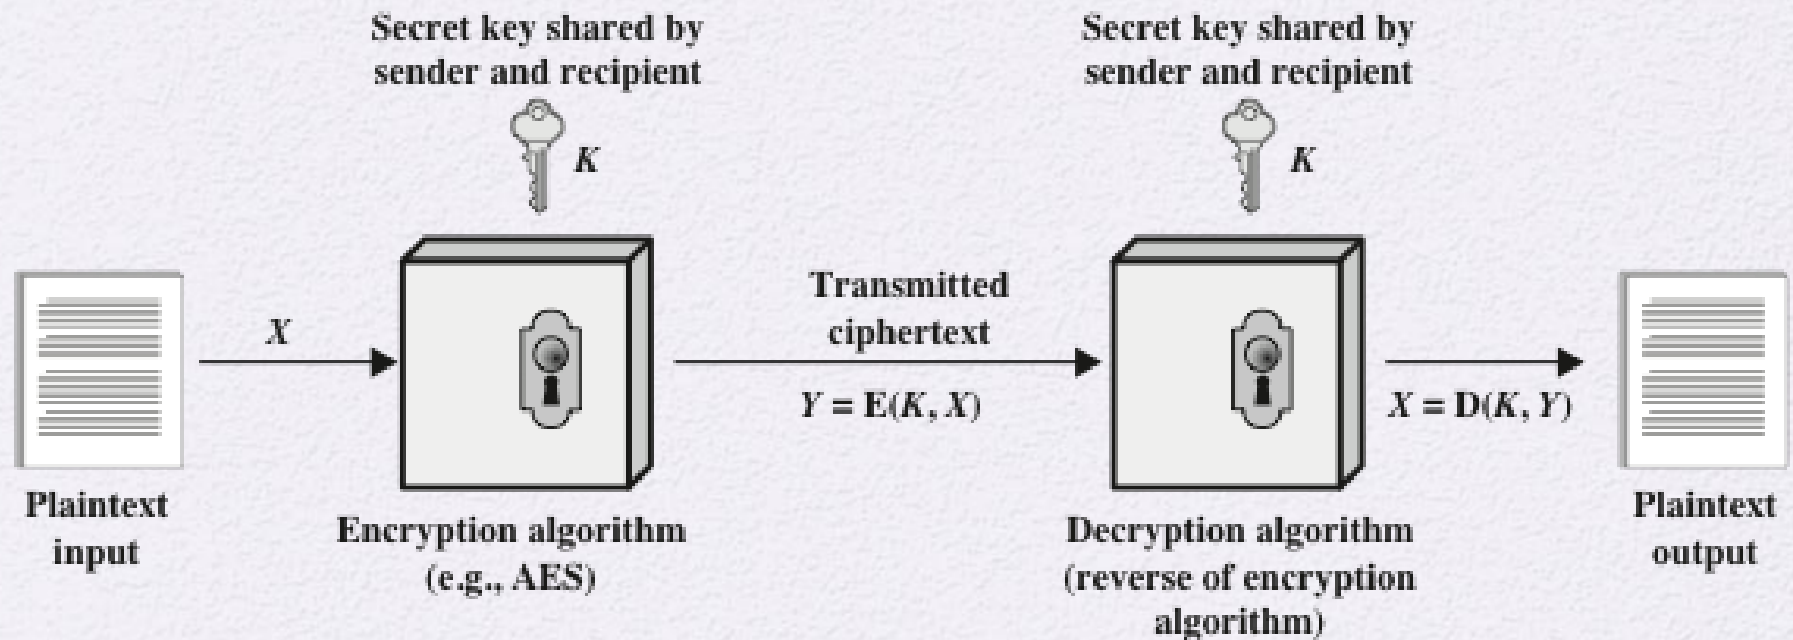 Secret key shared by
sender and recipient
K
Secret key shared by
sender and recipient
K
X
Transmitted
ciphertext
Y = E(K, X)
X = D(K, Y)
Plaintext
input
Encryption algorithm
(e.g., AES)
Decryption algorithm
(reverse of encryption
algorithm)
Plaintext
output